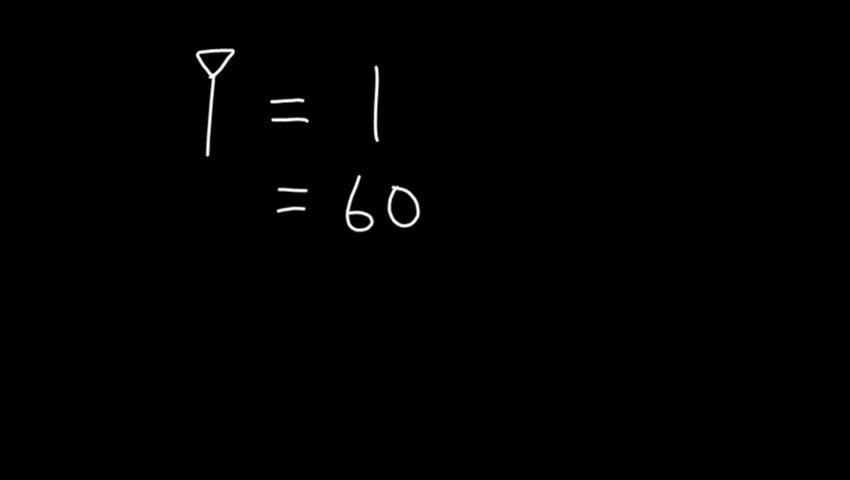 𒁹 = 1
= 60